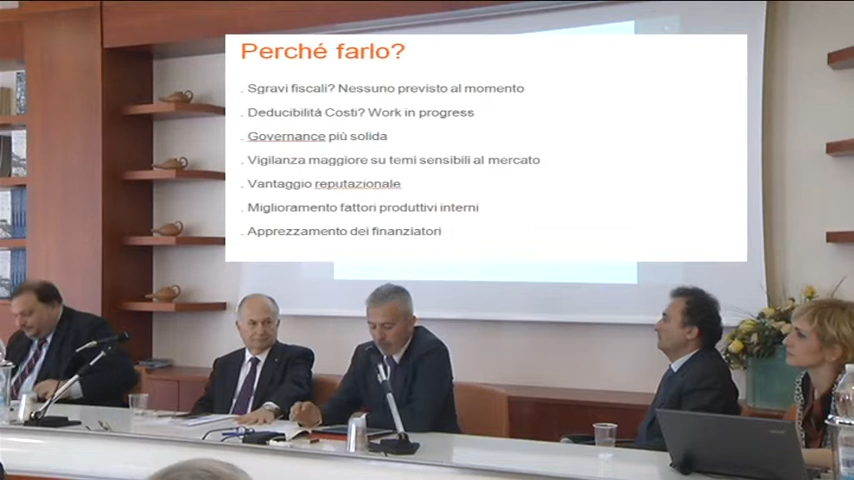 Perché farlo?
. Sgravi fiscali? Nessuno previsto al momento
. Deducibilità Costi? Work in progress
. Governance più solida
. Vigilanza maggiore su temi sensibili al mercato
. Vantaggio reputazionale
. Miglioramento fattori produttivi interni
. Apprezzamento dei finanziatori